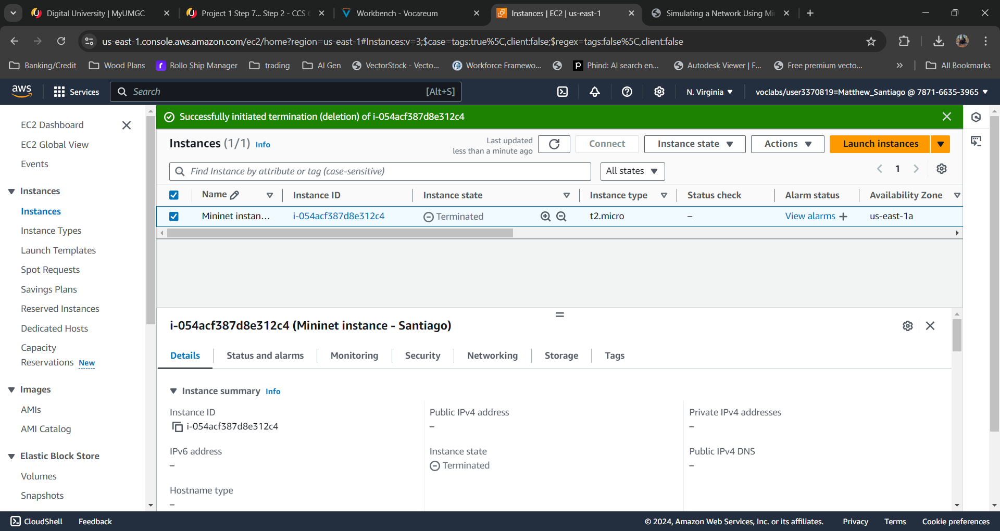 Digital University | MyUMGC
Project 1 Step 7... Step 2 - CCS 6
Workbench - Vocareum
Instances | EC2 | us-east-1
Simulating a Network Using Mi
us-east-1.console.aws.amazon.com/ec2/home?region=us-east-1#Instances:v=3;$case=tags:true%5C,client:false;$regex=tags:false%5C,client:false
Banking/Credit
Wood Plans
Rollo Ship Manager
trading
AI Gen
VectorStock - Vecto...
Workforce Framewo...
Phind: AI search en...
Autodesk Viewer | F...
Free premium vecto...
All Bookmarks
aws
Services
Search
[Alt+S]
N. Virginia
voclabs/user3370819=Matthew_Santiago @ 7871-6635-3965
EC2 Dashboard
EC2 Global View
Events
Instances
Instances
Instance Types
Launch Templates
Spot Requests
Savings Plans
Reserved Instances
Dedicated Hosts
Capacity
Reservations New
Images
AMIs
AMI Catalog
Elastic Block Store
Volumes
Snapshots
Successfully initiated termination (deletion) of i-054acf387d8e312c4
Instances (1/1) Info
Last updated
less than a minute ago
Connect
Instance state
Actions
Launch instances
Find Instance by attribute or tag (case-sensitive)
All states
1
Name
Instance ID
Instance state
Instance type
Status check
Alarm status
Availability Zone
Mininet instan...
i-054acf387d8e312c4
Terminated
t2.micro
–
View alarms +
us-east-1a
i-054acf387d8e312c4 (Mininet instance - Santiago)
Details
Status and alarms
Monitoring
Security
Networking
Storage
Tags
Instance summary Info
Instance ID
i-054acf387d8e312c4
Public IPv4 address
–
Private IPv4 addresses
–
IPv6 address
–
Instance state
Terminated
Public IPv4 DNS
–
Hostname type
–
CloudShell
Feedback
© 2024, Amazon Web Services, Inc. or its affiliates.
Privacy
Terms
Cookie preferences